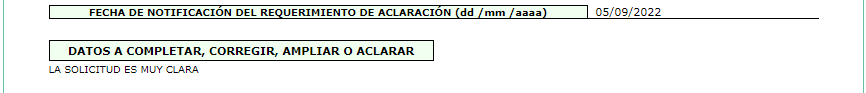 FECHA DE NOTIFICACIÓN DEL REQUERIMIENTO DE ACLARACIÓN (dd /mm /aaaa) 05/09/2022
DATOS A COMPLETAR, CORREGIR, AMPLIAR O ACLARAR
LA SOLICITUD ES MUY CLARA